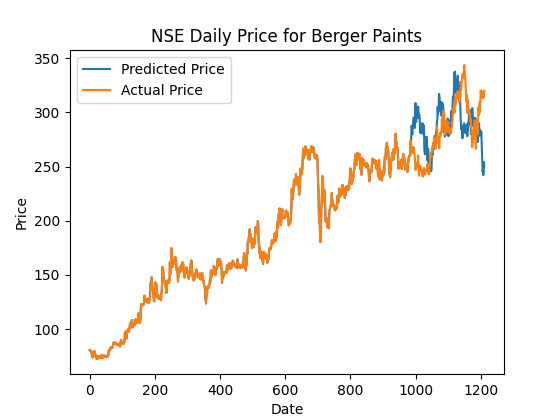 NSE Daily Price for Berger Paints
Predicted Price
Actual Price
350
300
250
200
150
100
Price
0 200 400 600 800 1000 1200
Date